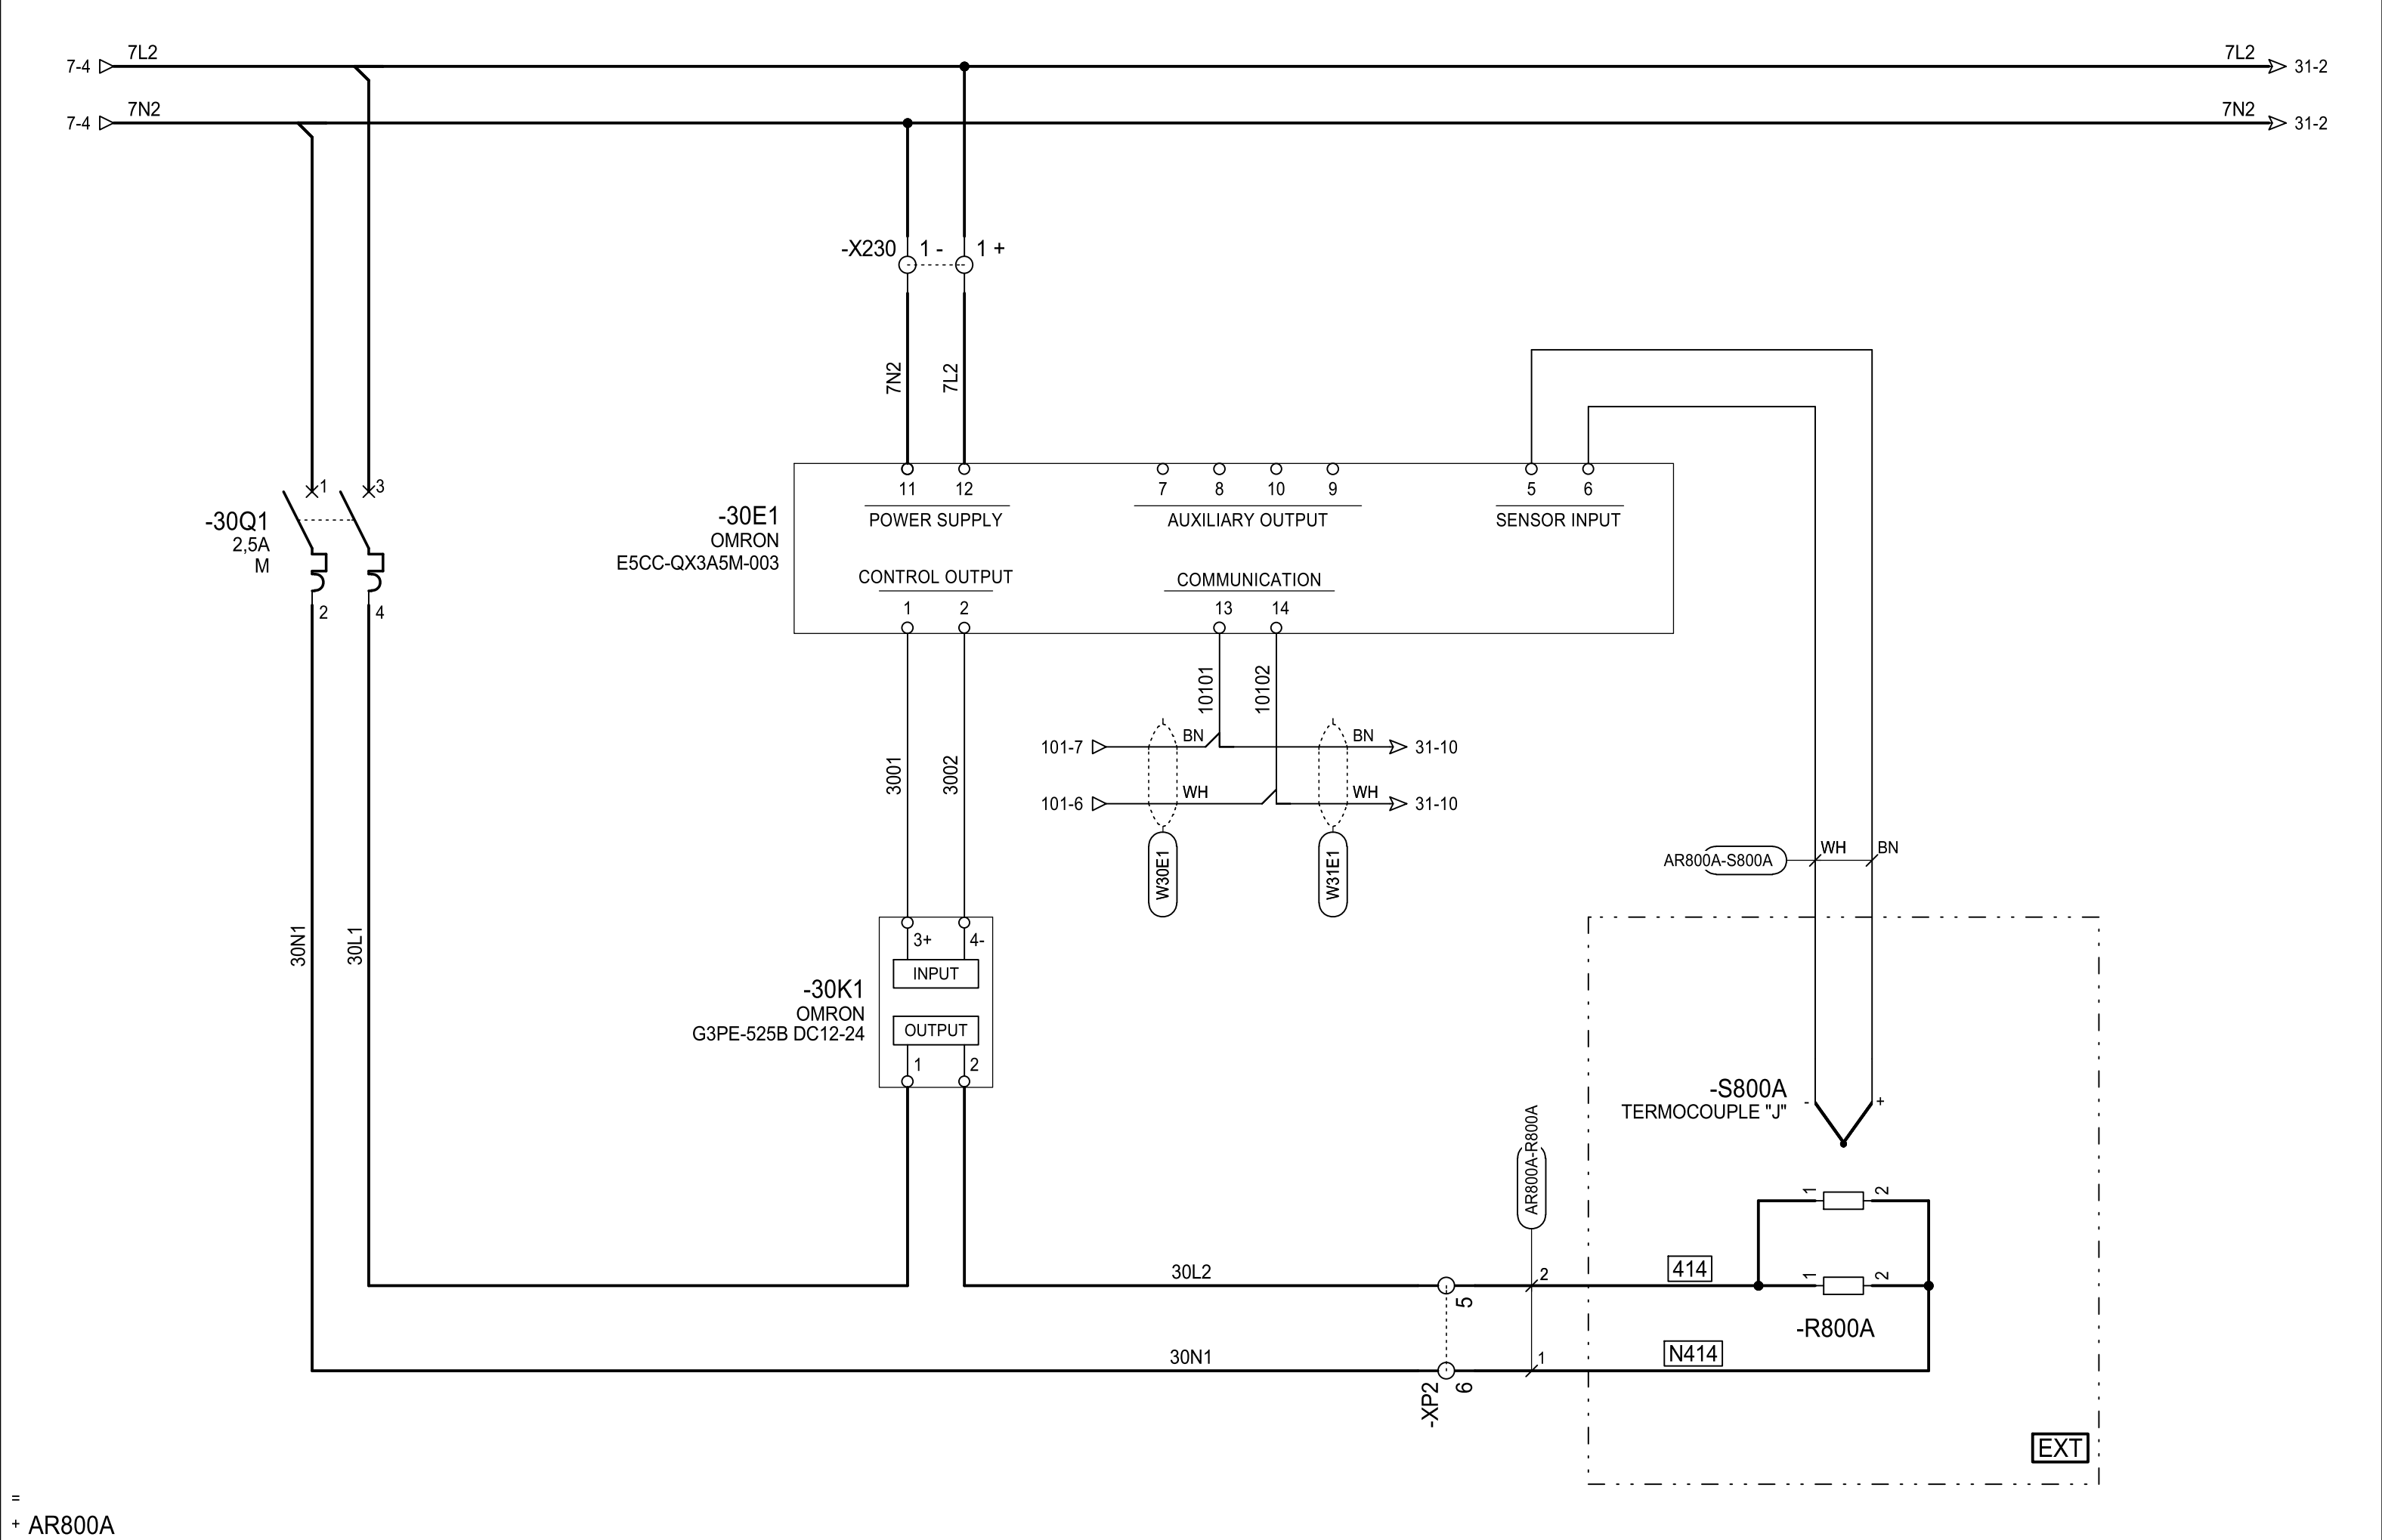 7-4
7L2
7L2
31-2
7-4
7N2
7N2
31-2
-X230
1 -
1 +
7N2
7L2
-30Q1
2,5A
M
1
3
2
4
-30E1
OMRON
E5CC-QX3A5M-003
11
12
POWER SUPPLY
7
8
10
9
AUXILIARY OUTPUT
5
6
SENSOR INPUT
CONTROL OUTPUT
1
2
COMMUNICATION
13
14
10101
10102
101-7
BN
BN
31-10
101-6
WH
WH
31-10
W30E1
W31E1
3001
3002
AR800A-S800A
WH
BN
30N1
30L1
-30K1
OMRON
G3PE-525B DC12-24
3+
4-
INPUT
OUTPUT
1
2
-S800A
TERMOCOUPLE "J"
-
+
AR800A-R800A
1
2
30L2
5
2
414
1
2
-R800A
30N1
-XP2
6
1
N414
EXT
=
+ AR800A